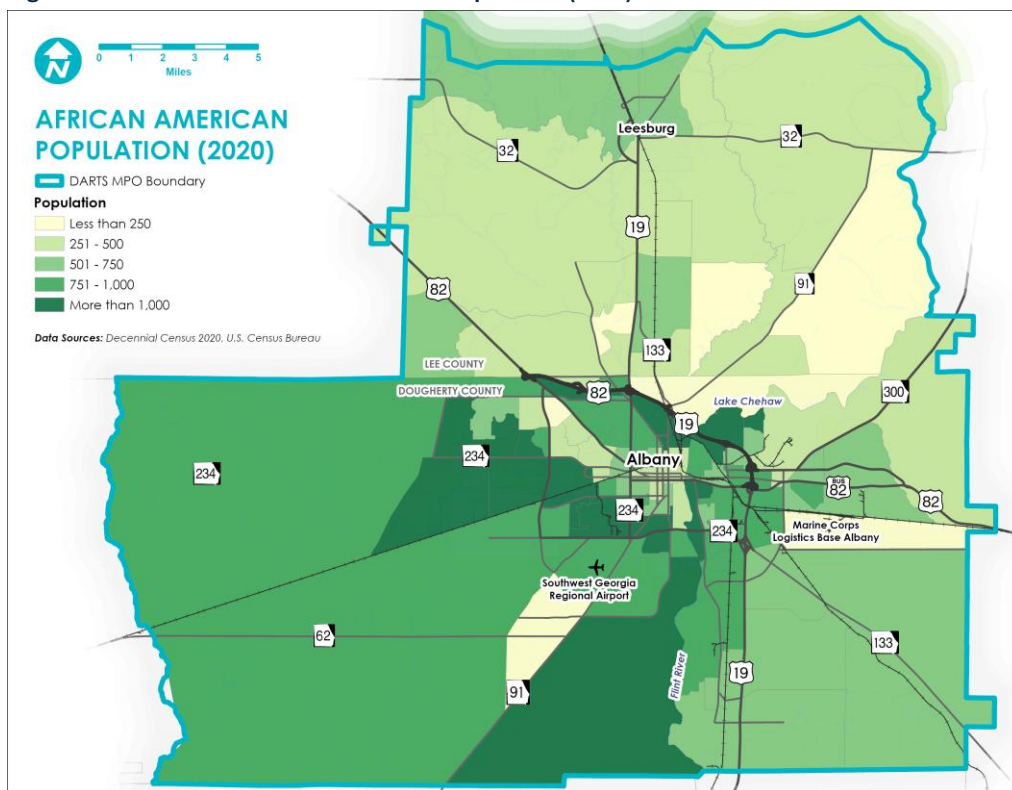 N
0 1 2 3 4 5
Miles
AFRICAN AMERICAN
POPULATION (2020)
DARTS MPO Boundary
Population
Less than 250
251 - 500
501 - 750
751 - 1,000
More than 1,000
Data Sources: Decennial Census 2020, U.S. Census Bureau
Leesburg
32
32
19
82
91
133
LEE COUNTY
DOUGHERTY COUNTY
82
300
Lake Chehaw
19
Albany
234
234
BUS
82
82
234
234
Marine Corps
Logistics Base Albany
Southwest Georgia
Regional Airport
62
133
Flint River
19
91